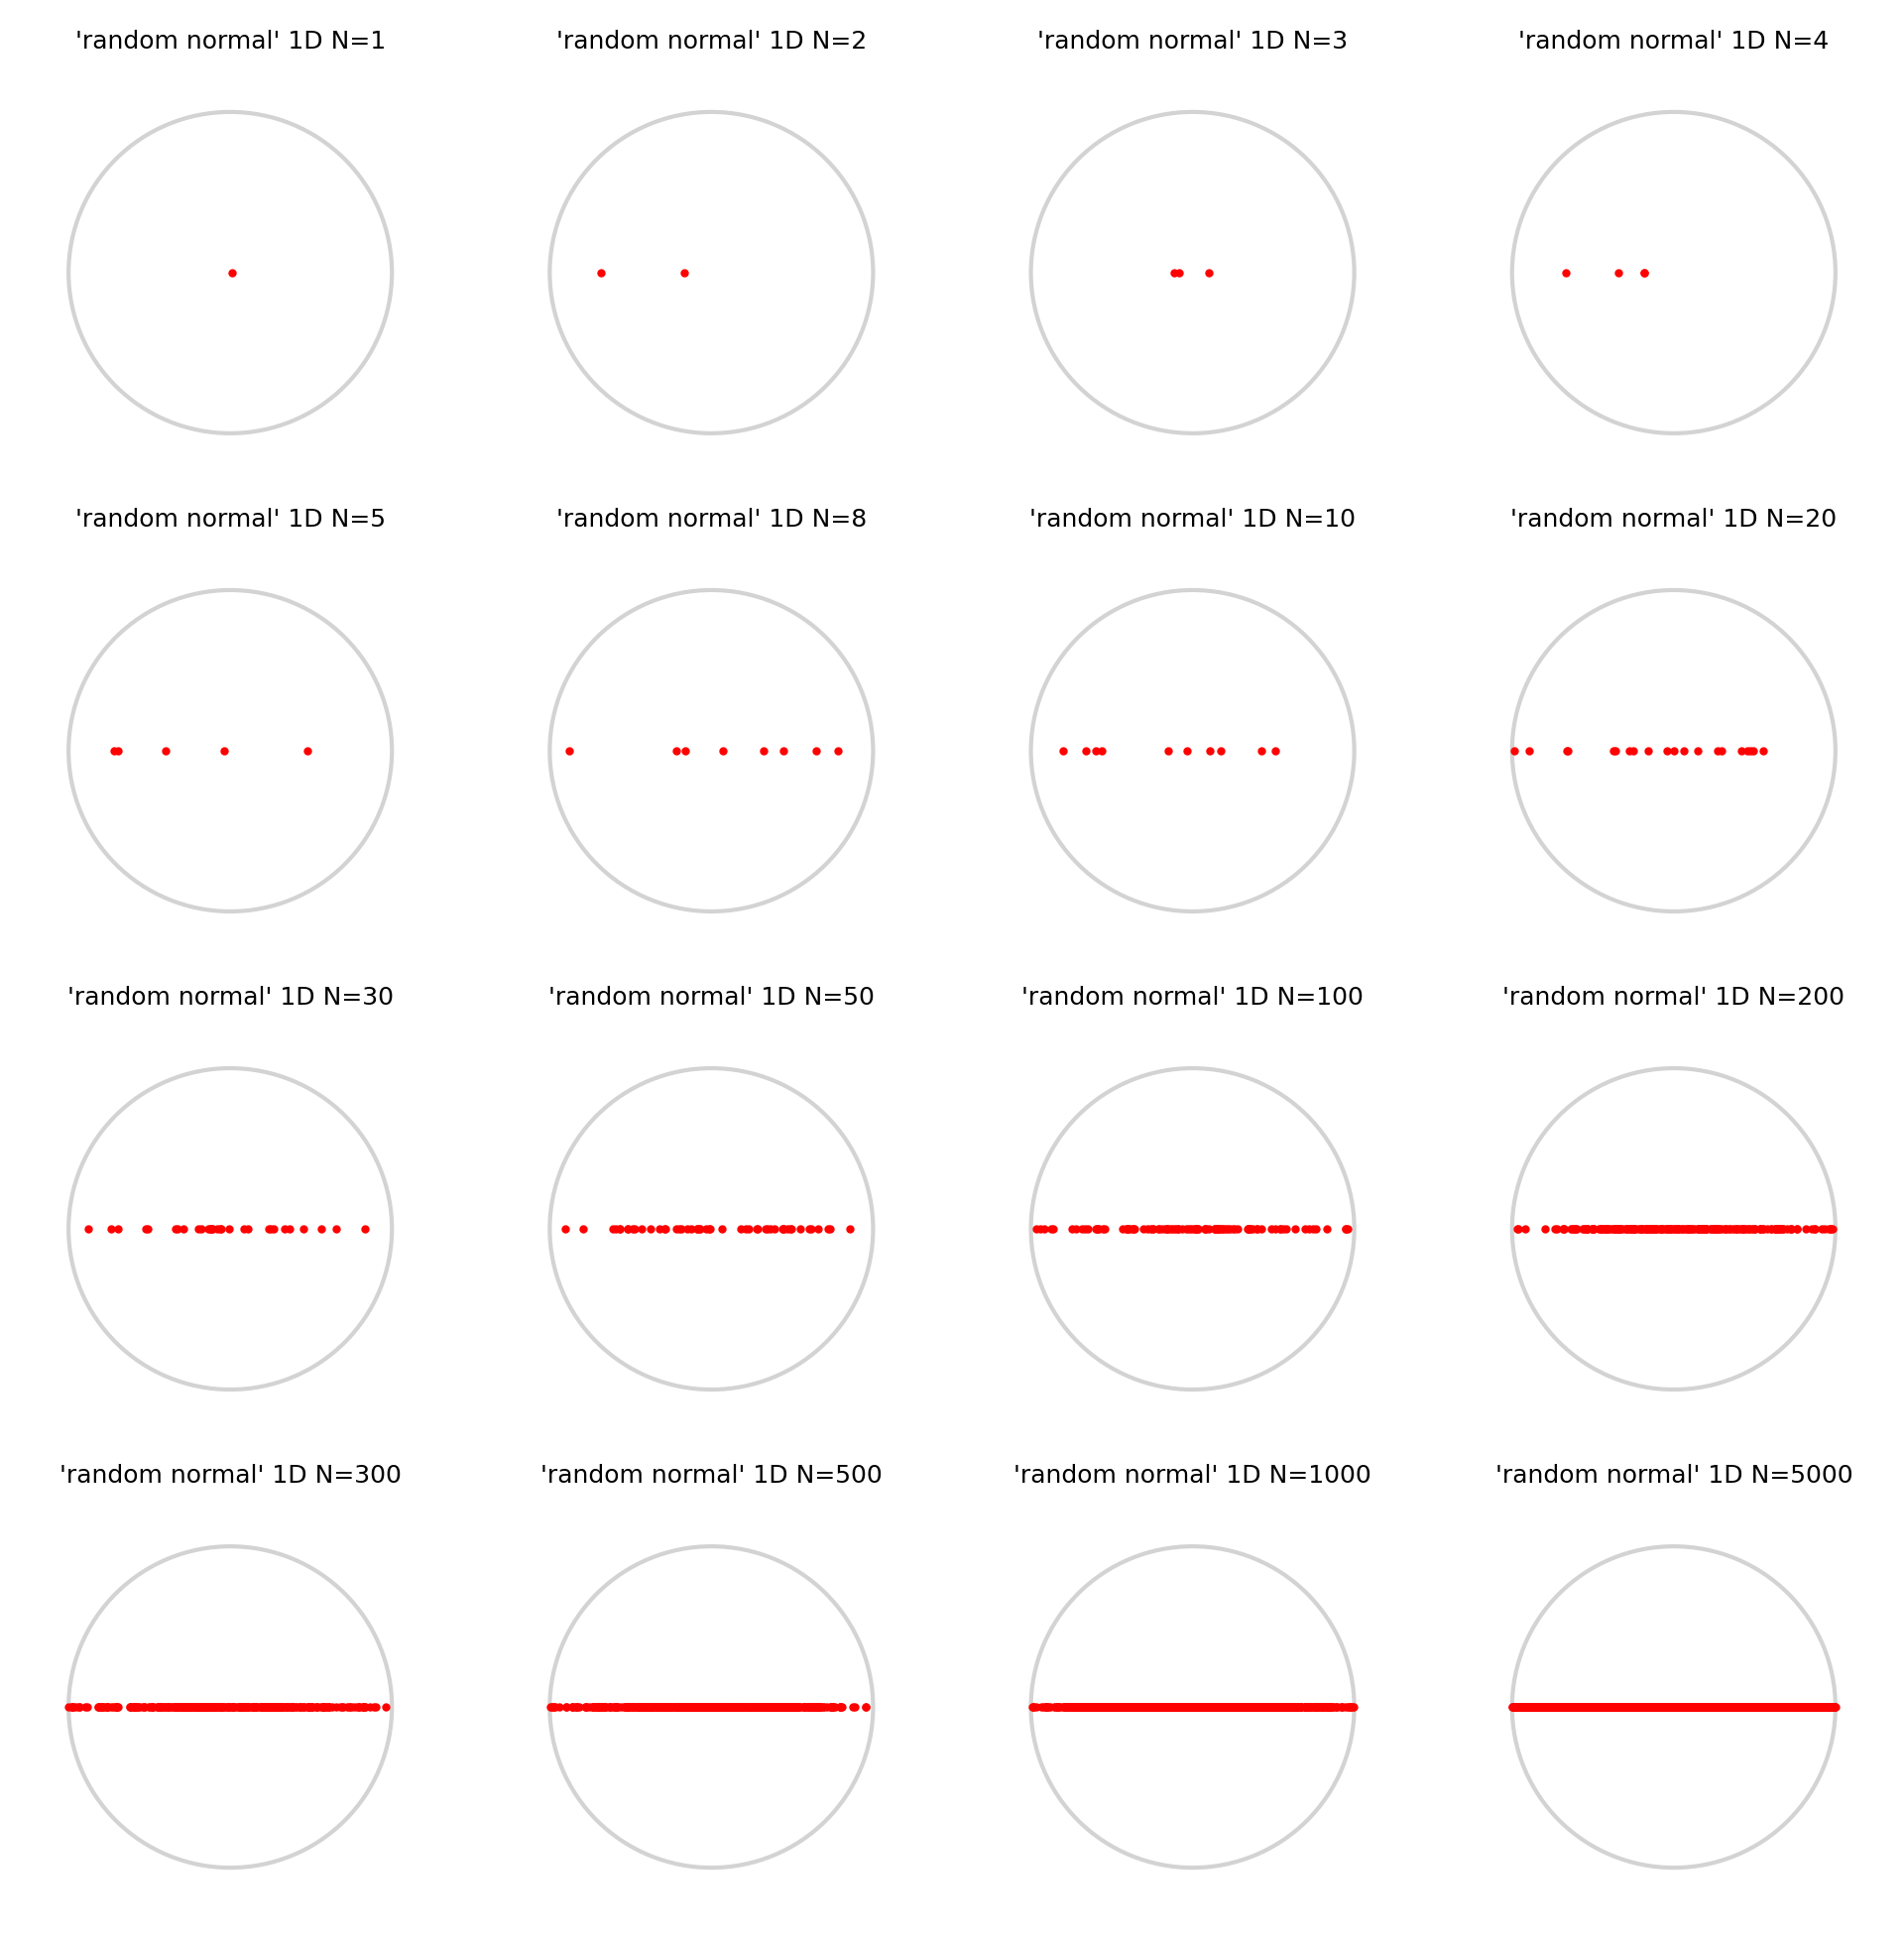 'random normal' 1D N=1
'random normal' 1D N=2
'random normal' 1D N=3
'random normal' 1D N=4
'random normal' 1D N=5
'random normal' 1D N=8
'random normal' 1D N=10
'random normal' 1D N=20
'random normal' 1D N=30
'random normal' 1D N=50
'random normal' 1D N=100
'random normal' 1D N=200
'random normal' 1D N=300
'random normal' 1D N=500
'random normal' 1D N=1000
'random normal' 1D N=5000